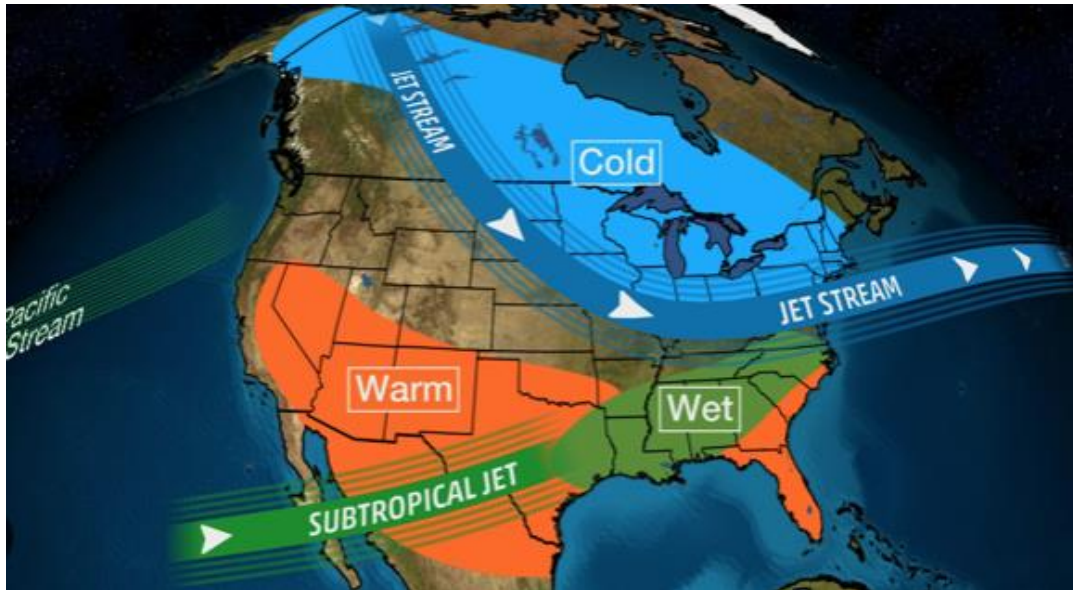 JET STREAM
Cold
Pacific
Stream
JET STREAM
Warm
Wet
SUBTROPICAL JET